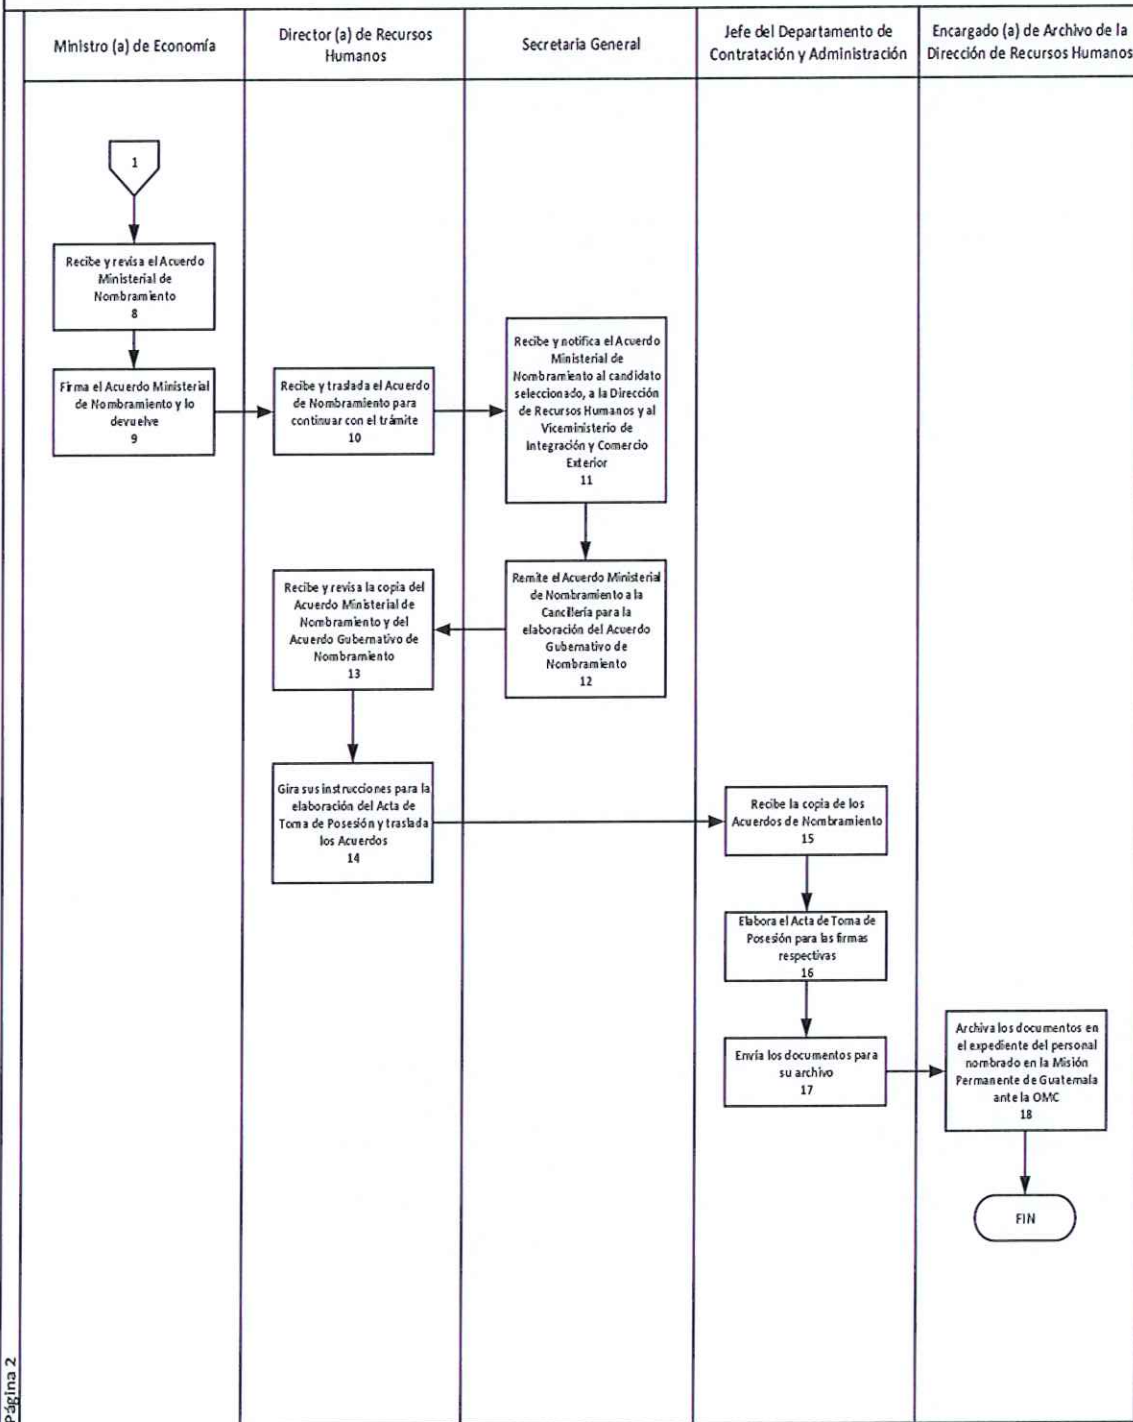 Ministro (a) de Economía
Director (a) de Recursos
Humanos
Secretaria General
Jefe del Departamento de
Contratación y Administración
Encargado (a) de Archivo de la
Dirección de Recursos Humanos
1
Recibe y revisa el Acuerdo
Ministerial de
Nombramiento
8
Firma el Acuerdo Ministerial
de Nombramiento y lo
devuelve
9
Recibe y traslada el Acuerdo
de Nombramiento para
continuar con el trámite
10
Recibe y notifica el Acuerdo
Ministerial de
Nombramiento al candidato
seleccionado, a la Dirección
de Recursos Humanos y al
Viceministerio de
Integración y Comercio
Exterior
11
Remite el Acuerdo Ministerial
de Nombramiento a la
Cancillería para la
elaboración del Acuerdo
Gubernativo de
Nombramiento
12
Recibe y revisa la copia del
Acuerdo Ministerial de
Nombramiento y del
Acuerdo Gubernativo de
Nombramiento
13
Gira sus instrucciones para la
elaboración del Acta de
Toma de Posesión y traslada
los Acuerdos
14
Recibe la copia de los
Acuerdos de Nombramiento
15
Elabora el Acta de Toma de
Posesión para las firmas
respectivas
16
Envía los documentos para
su archivo
17
Archiva los documentos en
el expediente del personal
nombrado en la Misión
Permanente de Guatemala
ante la OMC
18
FIN
Página 2